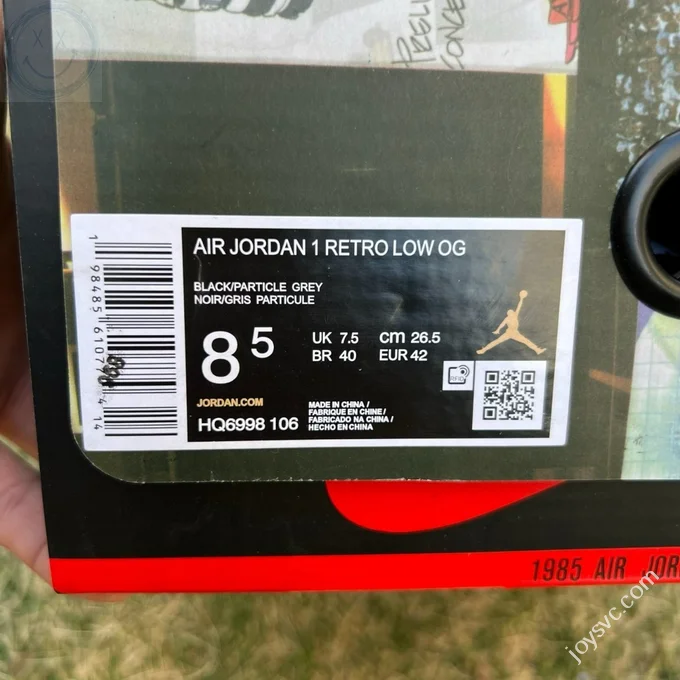 AIR JORDAN 1 RETRO LOW OG
BLACK/PARTICLE GREY
NOIR/GRIS PARTICULE
8 5
UK 7.5 cm 26.5
BR 40 EUR 42
RFID
JORDAN.COM
HQ6998 106
MADE IN CHINA /
FABRIQUE EN CHINE /
FABRICADO NA CHINA /
HECHO EN CHINA
1985 AIR JOR
joysvc.com